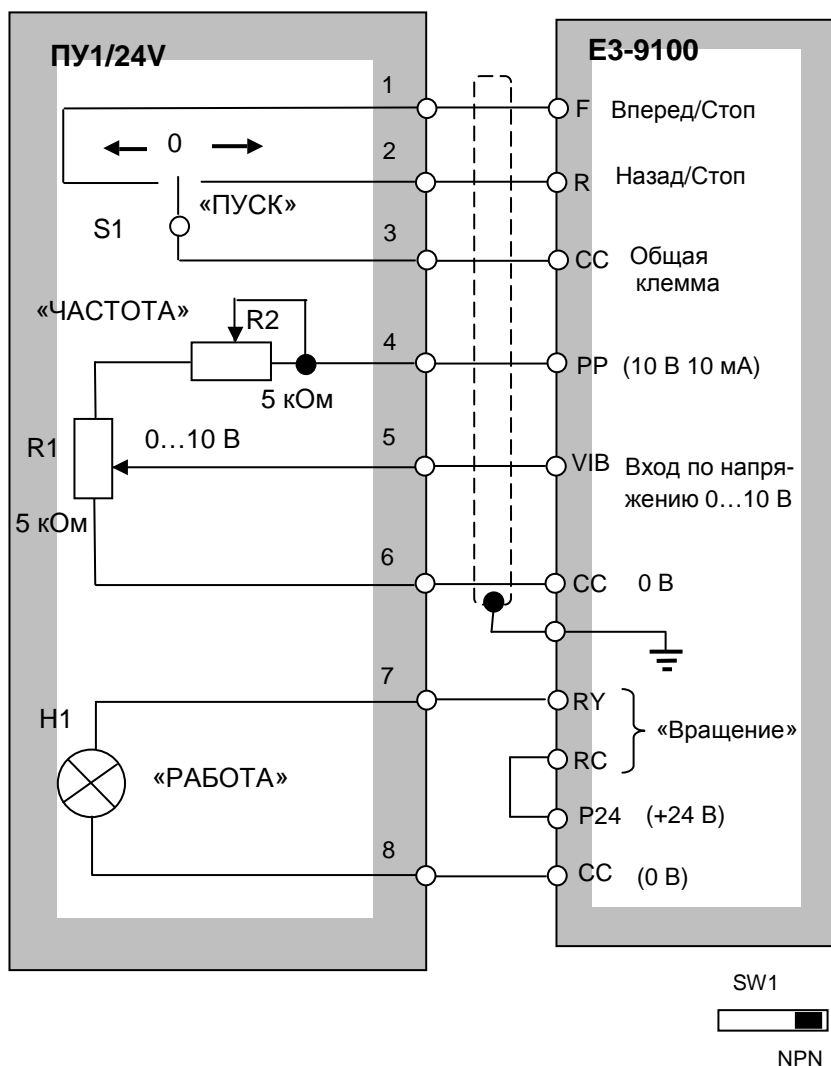 ПУ1/24V
Е3-9100
1
F Вперед/Стоп
0
2
R Назад/Стоп
«ПУСК»
S1
3
CC Общая
клемма
«ЧАСТОТА»
R2
4
PP (10 В 10 мА)
5 кОм
R1
0…10 В
5
VIB Вход по напря-
жению 0…10 В
5 кОм
6
CC 0 В
7
RY
H1
«Вращение»
«РАБОТА»
RC
P24 (+24 В)
8
CC (0 В)
SW1
NPN